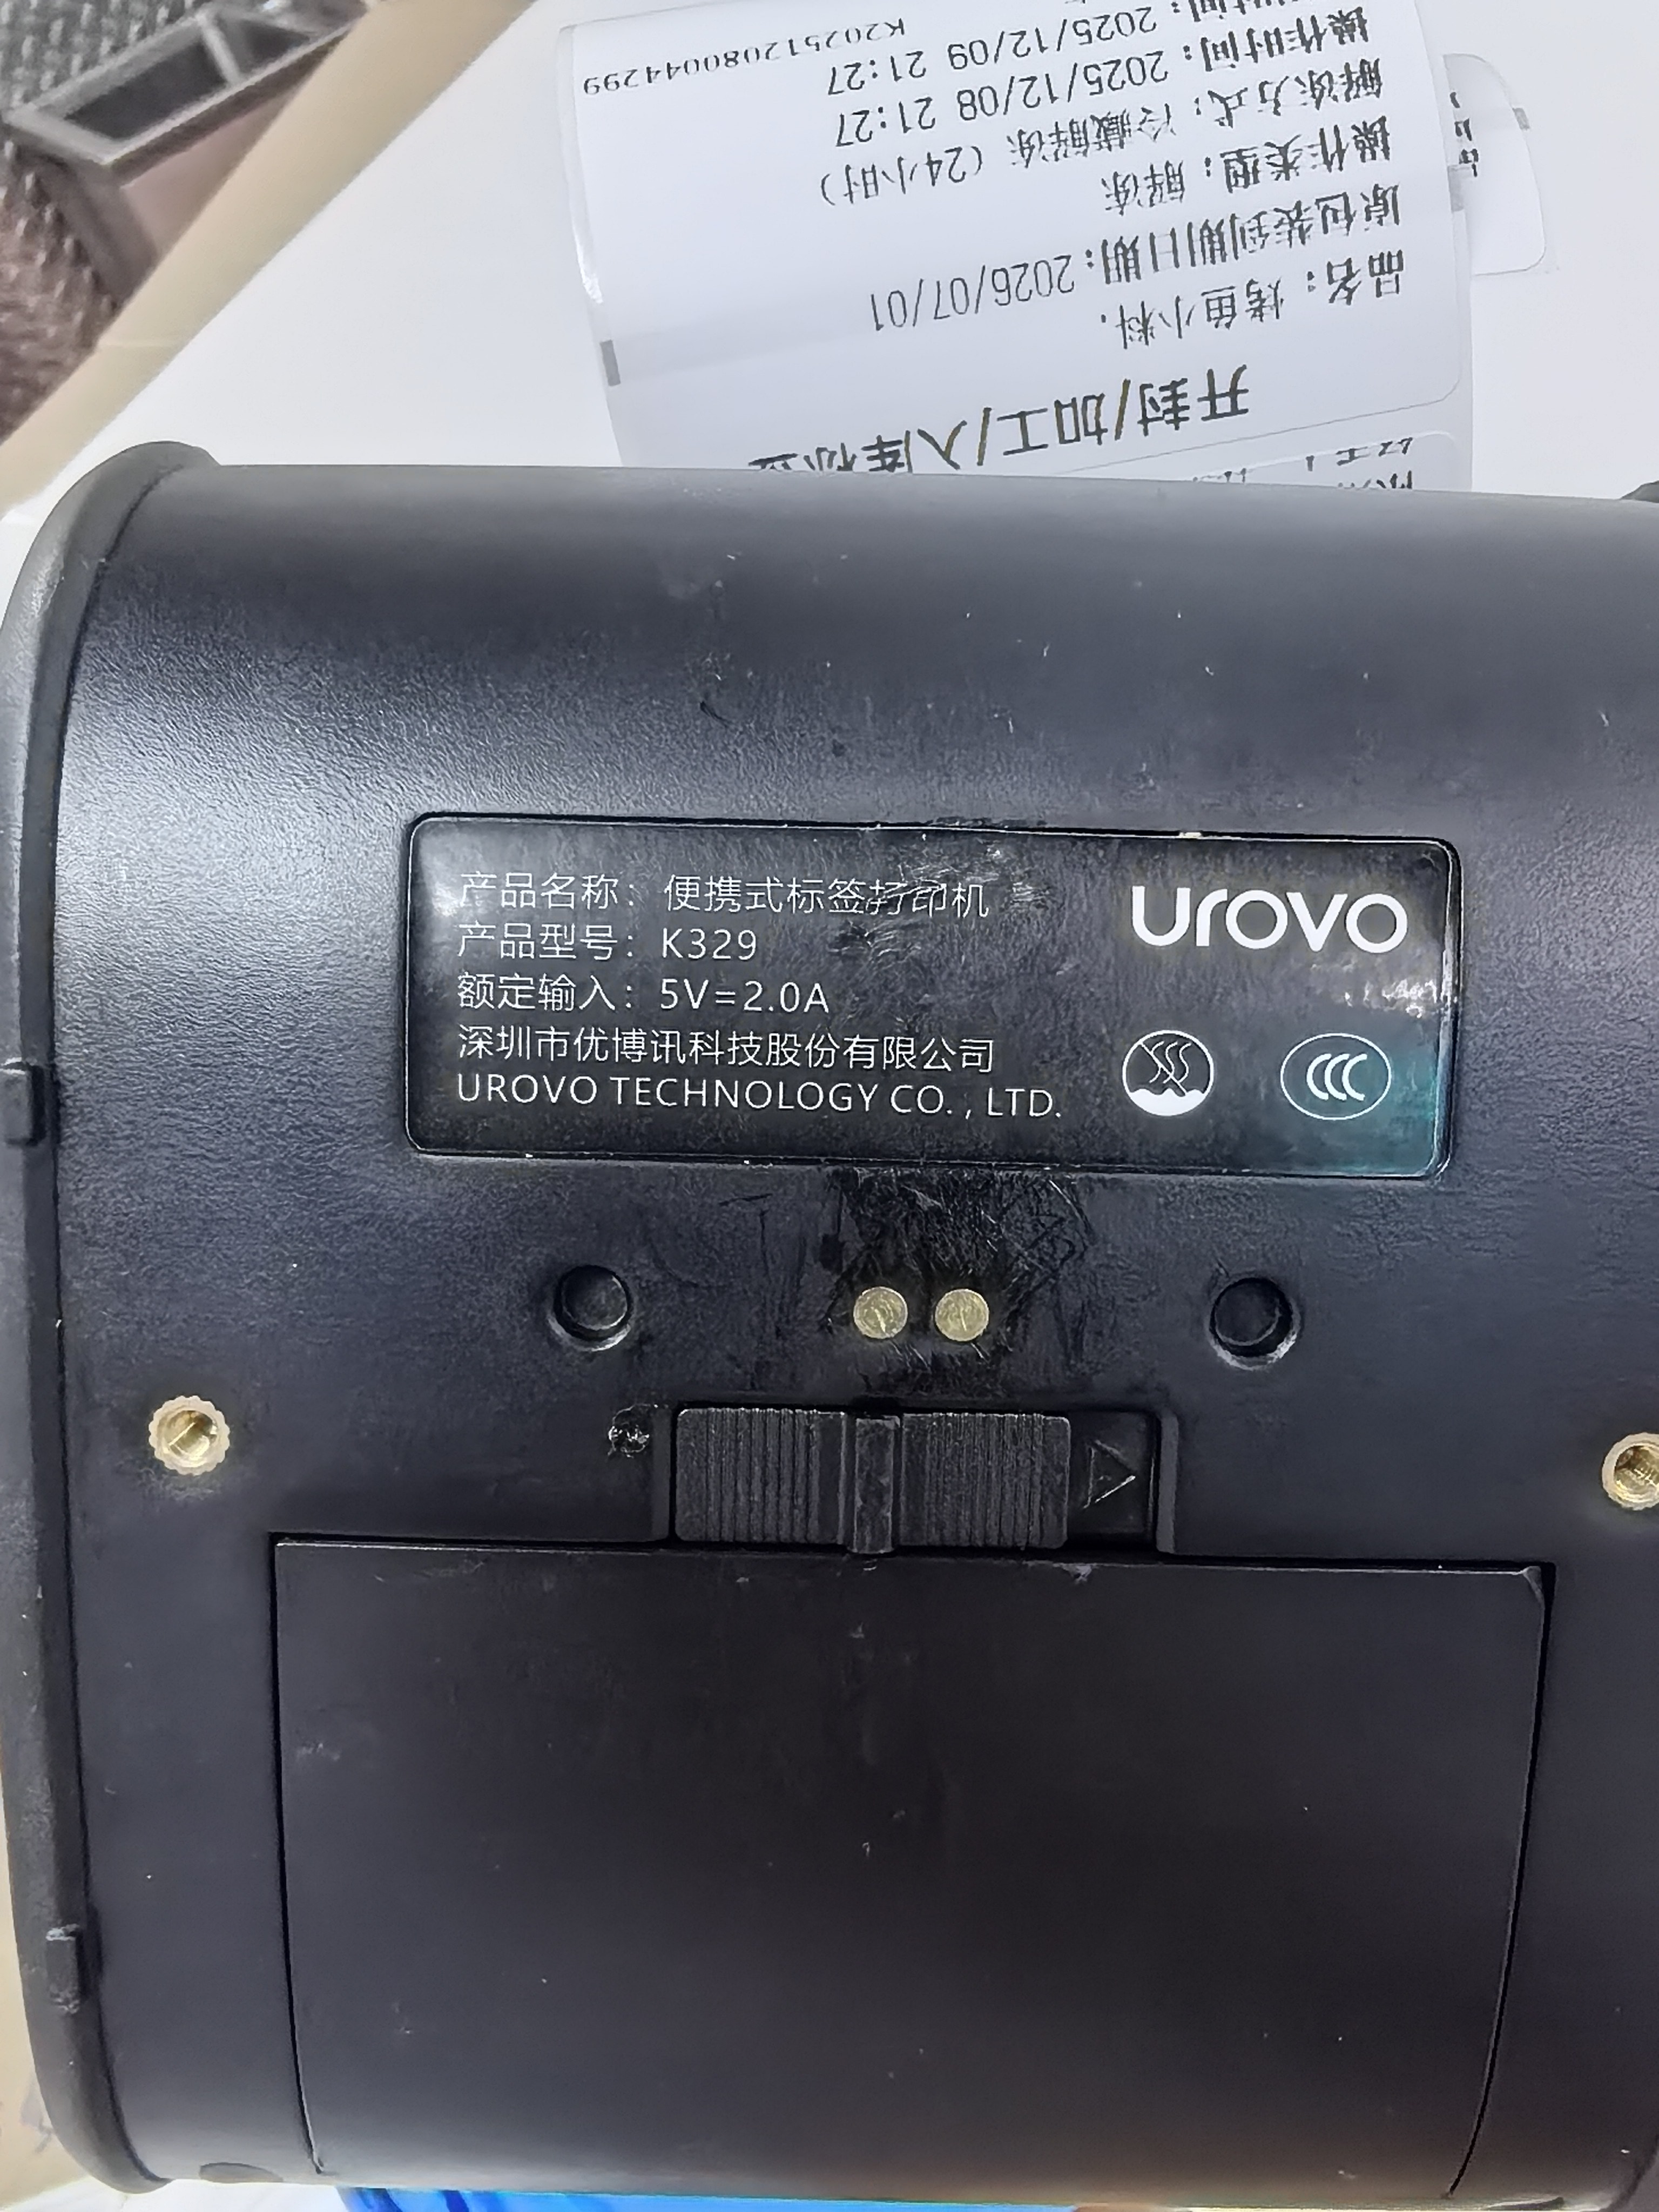 开封/加工/入库标签
品名：烤鱼小料.
原包装到期日期：2026/07/01
操作类型：解冻
解冻方式：冷藏解冻（24小时）
操作时间：2025/12/08 21:27
2025/12/09 21:27
K20251208004429​9
产品名称：便携式标签打印机
产品型号：K329
额定输入：5V=2.0A
深圳市优博讯科技股份有限公司
UROVO TECHNOLOGY CO., LTD.
urovo
CCC